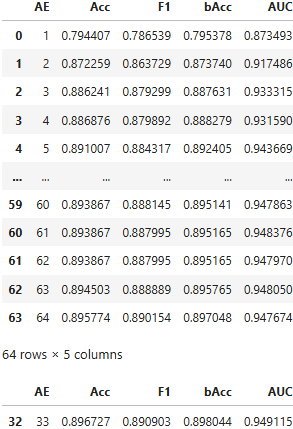 AE Acc F1 bAcc AUC
0 1 0.794407 0.786539 0.795378 0.873493
1 2 0.872259 0.863729 0.873740 0.917486
2 3 0.886241 0.879299 0.887631 0.933315
3 4 0.886876 0.879892 0.888279 0.931590
4 5 0.891007 0.884317 0.892405 0.943669
... ... ... ... ... ...
59 60 0.893867 0.888145 0.895141 0.947863
60 61 0.893867 0.887995 0.895165 0.948376
61 62 0.893867 0.887995 0.895165 0.947970
62 63 0.894503 0.888889 0.895765 0.948050
63 64 0.895774 0.890154 0.897048 0.947674
64 rows × 5 columns
AE Acc F1 bAcc AUC
32 33 0.896727 0.890903 0.898044 0.949115